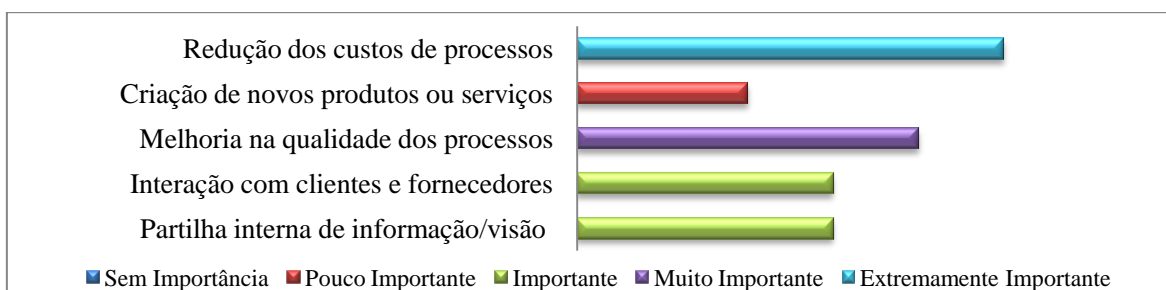 Redução dos custos de processos
Criação de novos produtos ou serviços
Melhoria na qualidade dos processos
Interação com clientes e fornecedores
Partilha interna de informação/visão
Sem Importância Pouco Importante Importante Muito Importante Extremamente Importante